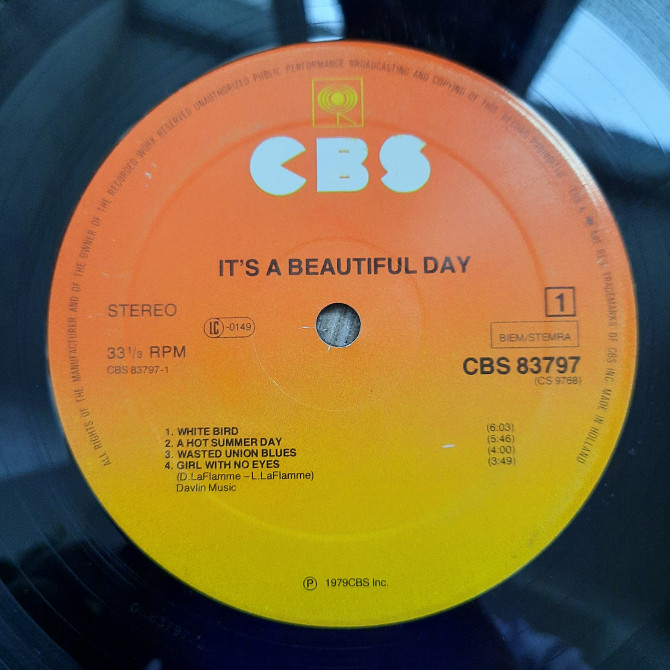 ALL RIGHTS OF THE MANUFACTURER AND OF THE OWNER OF THE RECORDED WORK RESERVED UNAUTHORIZED PUBLIC PERFORMANCE BROADCASTING AND COPYING OF THIS RECORD PROHIBITED
TRADEMARKS OF CBS INC. MADE IN HOLLAND
CBS
IT'S A BEAUTIFUL DAY
STEREO
LC -0149
1
33 1/3 RPM
BIEM/STEMRA
CBS 83797-1
CBS 83797
(CS 9768)
1. WHITE BIRD (6:03)
2. A HOT SUMMER DAY (5:46)
3. WASTED UNION BLUES (4:00)
4. GIRL WITH NO EYES (3:49)
(D.LaFlamme – L.LaFlamme)
Davlin Music
℗ 1979CBS Inc.